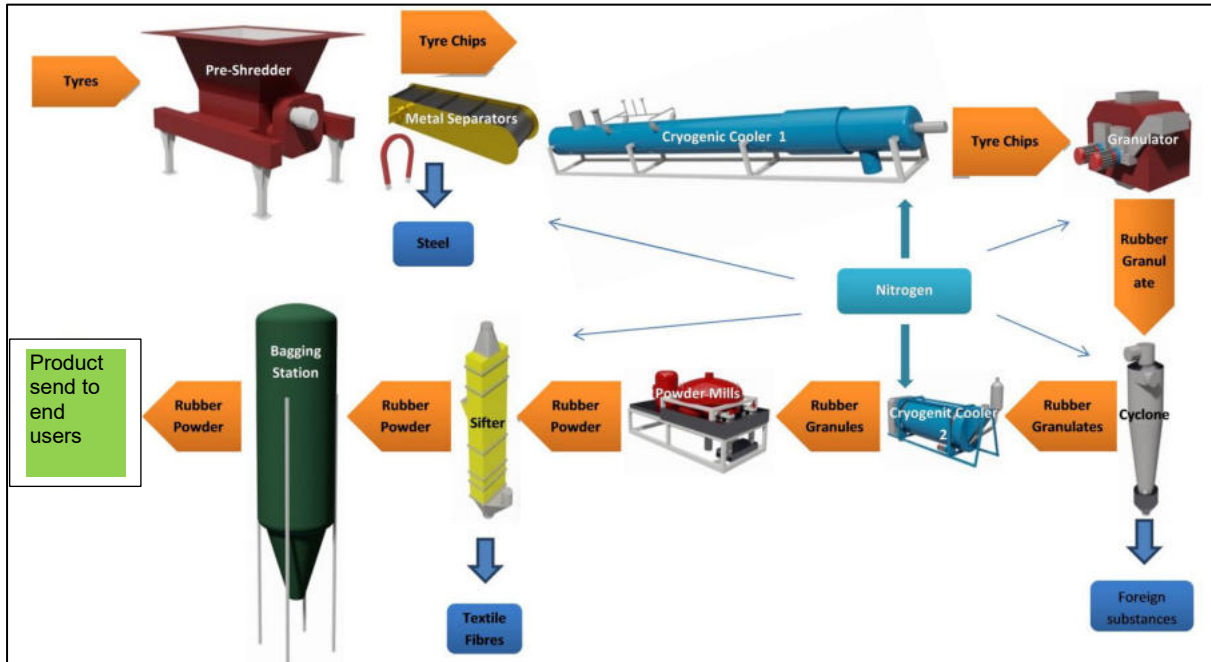 Tyres
Pre-Shredder
Tyre Chips
Metal Separators
Steel
Cryogenic Cooler 1
Tyre Chips
Granulator
Rubber
Granul
ate
Nitrogen
Cyclone
Foreign
substances
Rubber
Granulates
Cryogenit Cooler
2
Rubber
Granules
Powder Mills
Rubber
Powder
Sifter
Textile
Fibres
Rubber
Powder
Bagging
Station
Rubber
Powder
Product
send to
end
users